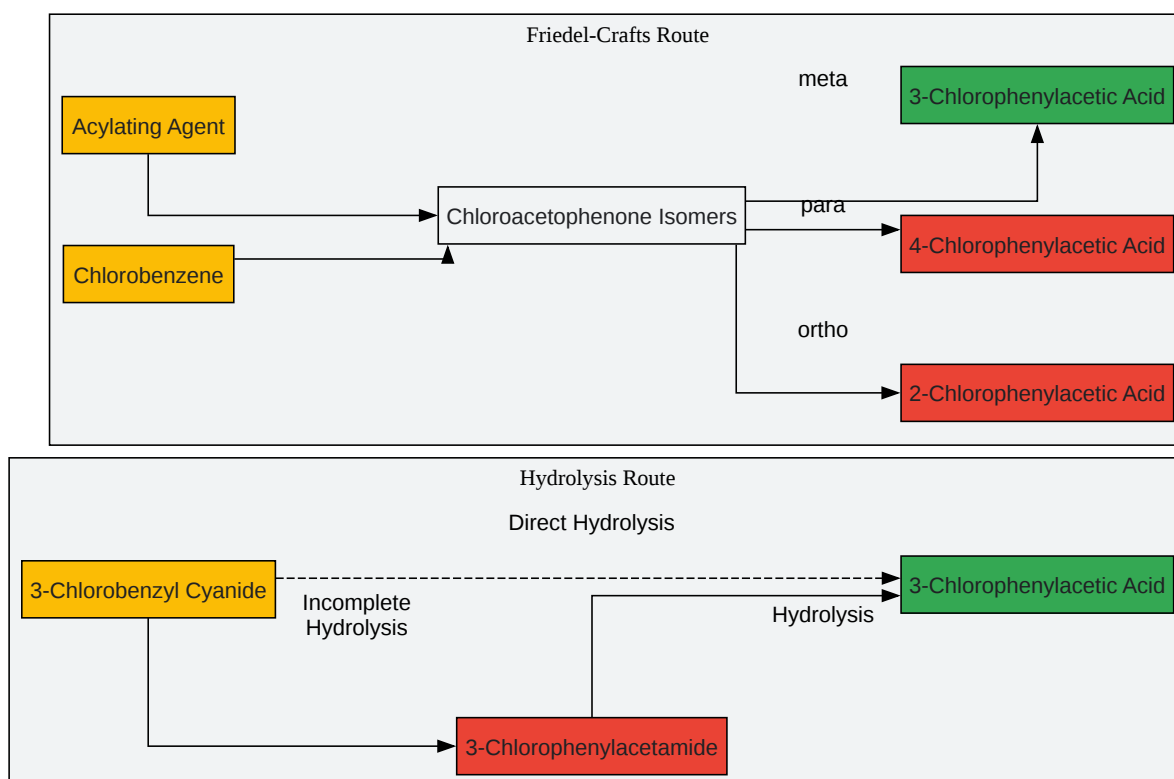 Friedel-Crafts Route
meta
3-Chlorophenylacetic Acid
Acylating Agent
Chloroacetophenone Isomers
para
4-Chlorophenylacetic Acid
Chlorobenzene
ortho
2-Chlorophenylacetic Acid
Hydrolysis Route
Direct Hydrolysis
3-Chlorobenzyl Cyanide
3-Chlorophenylacetic Acid
Incomplete
Hydrolysis
Hydrolysis
3-Chlorophenylacetamide